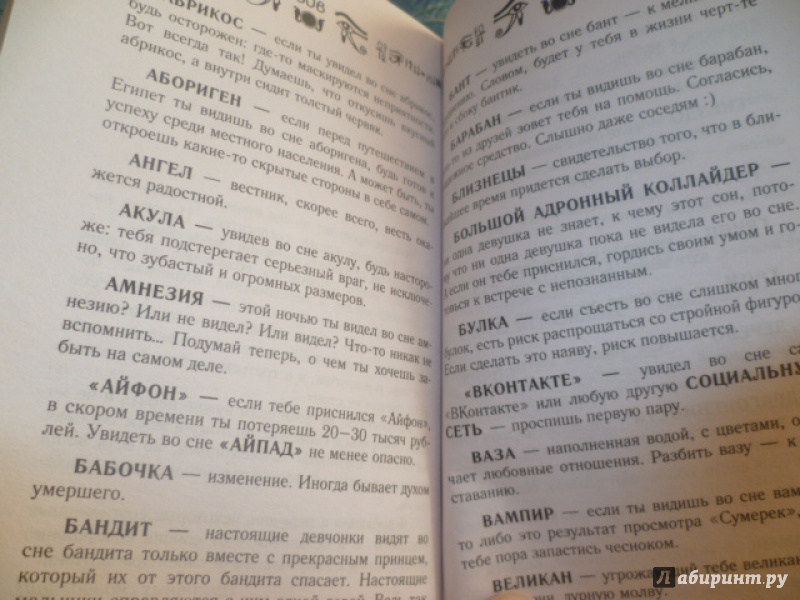 АБРИКОС — если ты увидел во сне абрикос,
будь осторожен: где-то маскируются неприятности.
Вот всегда так! Думаешь, что откусишь вкусный
абрикос, а внутри сидит толстый червяк.
АБОРИГЕН — если перед путешествием в
Египет ты видишь во сне аборигена, будь готов к
успеху среди местного населения. А может быть, ты
откроешь какие-то скрытые стороны в себе самом.
АНГЕЛ — вестник, скорее всего, весть ока-
жется радостной.
АКУЛА — увидев во сне акулу, будь насторо-
же: тебя подстерегает серьезный враг, не исключе-
но, что зубастый и огромных размеров.
АМНЕЗИЯ — этой ночью ты видел во сне ам-
незию? Или не видел? Или видел? Что-то никак не
вспомнить... Подумай теперь, о чем ты хочешь за-
быть на самом деле.
«АЙФОН» — если тебе приснился «Айфон»,
в скором времени ты потеряешь 20–30 тысяч руб-
лей. Увидеть во сне «АЙПАД» не менее опасно.
БАБОЧКА — изменение. Иногда бывает духом
умершего.
БАНДИТ — настоящие девчонки видят во
сне бандита только вместе с прекрасным принцем,
который их от этого бандита спасает. Настоящие
БАНТ — увидеть во сне бант — к
Словом, будет у тебя в жизни черт-те
сбоку бантик.
БАРАБАН — если ты видишь во сне барабан,
из друзей зовет тебя на помощь. Согласись,
средство. Слышно даже соседям :)
БЛИЗНЕЦЫ — свидетельство того, что в бли-
жайшее время придется сделать выбор.
БОЛЬШОЙ АДРОННЫЙ КОЛЛАЙДЕР —
ни одна девушка не знает, к чему этот сон, пото-
му что ни одна девушка пока не видела его во сне.
если он тебе приснился, гордись своим умом и го-
товься к встрече с непознанным.
БУЛКА — если съесть во сне слишком много
булок, есть риск распрощаться со стройной фигурой.
Если сделать это наяву, риск повышается.
«ВКОНТАКТЕ» — увидел во сне
«ВКонтакте» или любую другую СОЦИАЛЬНУ
СЕТЬ — проспишь первую пару.
ВАЗА — наполненная водой, с цветами,
чает любовные отношения. Разбить вазу — к
ставанию.
ВАМПИР — если ты видишь во сне вам
то либо это результат просмотра «Сумерек»,
тебе пора запастись чесноком.
ВЕЛИКАН — тебе великан
дурную молву.
Лабиринт.ру